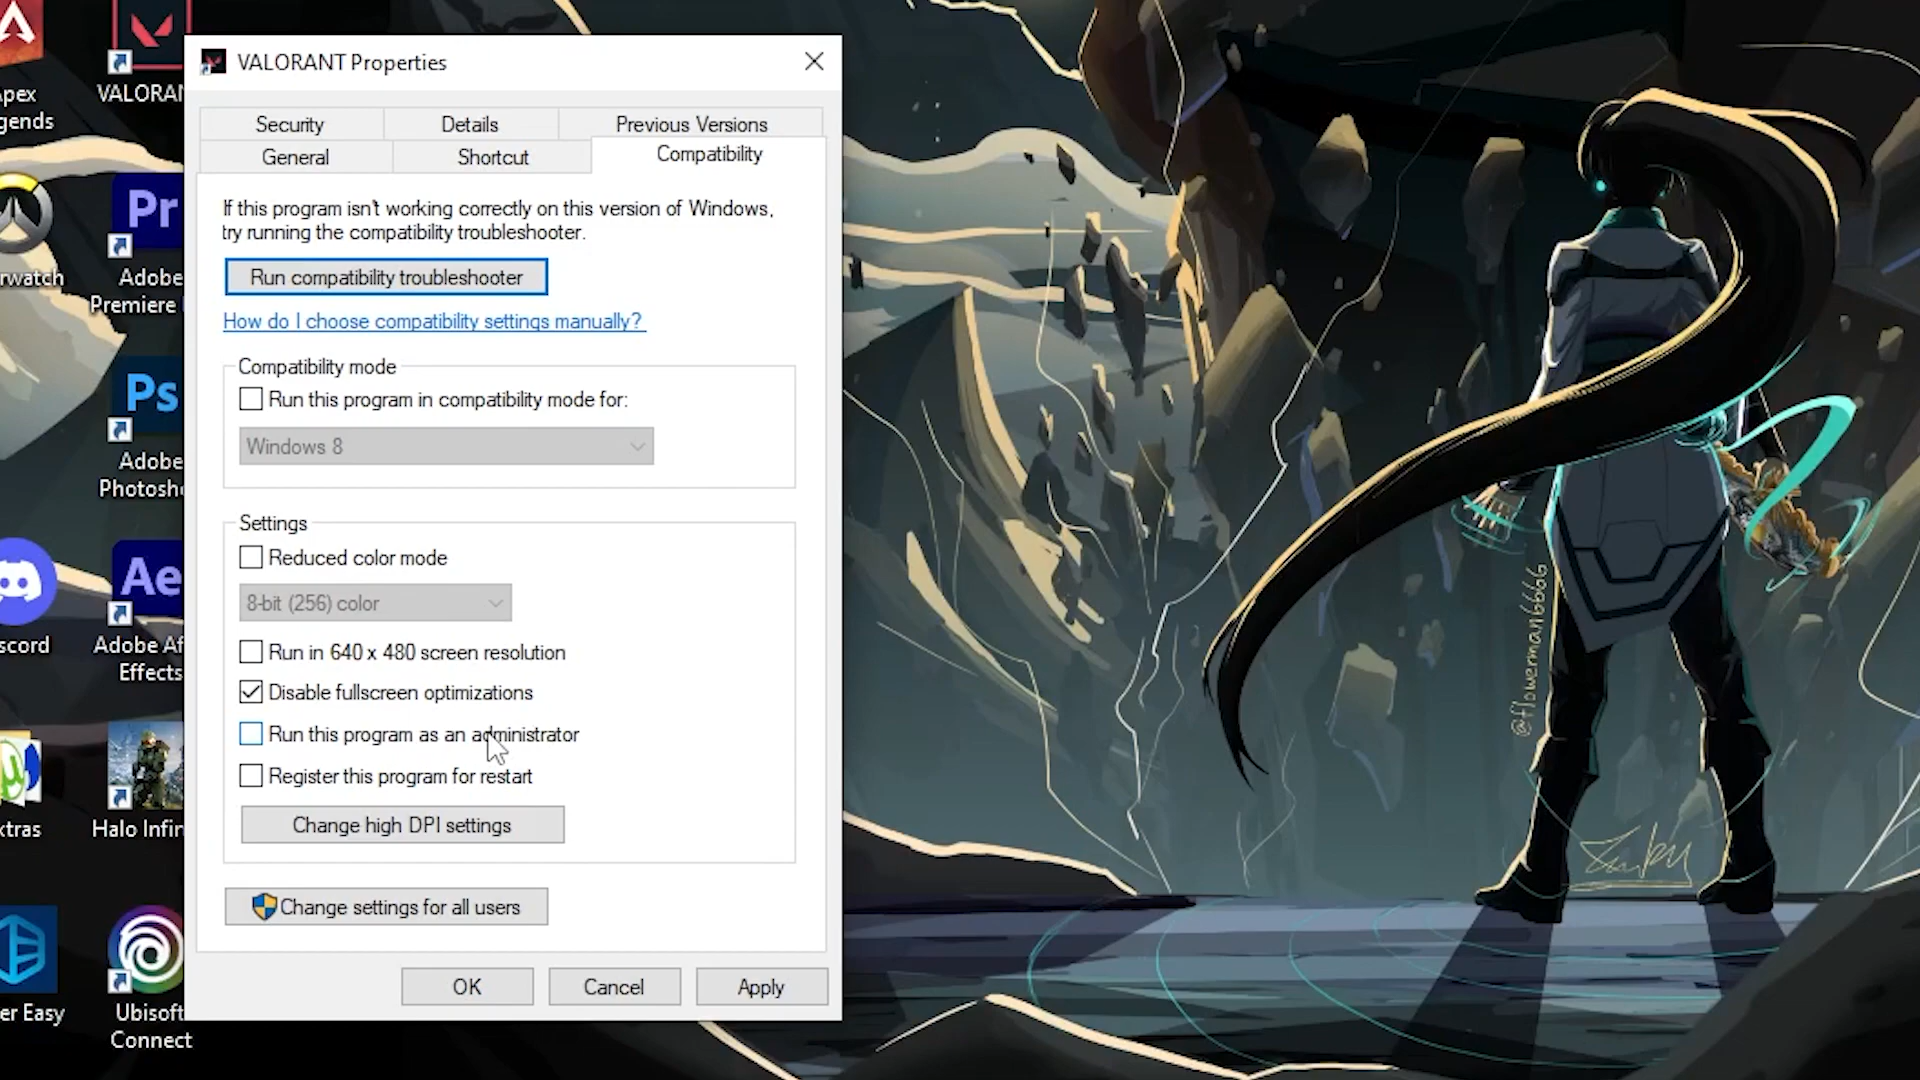 VALORANT Properties
Security
Details
Previous Versions
General
Shortcut
Compatibility
If this program isn't working correctly on this version of Windows,
try running the compatibility troubleshooter.
Run compatibility troubleshooter
How do I choose compatibility settings manually?
Compatibility mode
Run this program in compatibility mode for:
Windows 8
Settings
Reduced color mode
8-bit (256) color
Run in 640 x 480 screen resolution
Disable fullscreen optimizations
Run this program as an administrator
Register this program for restart
Change high DPI settings
Change settings for all users
OK
Cancel
Apply
pex
gends
VALORAN
rwatch
Pr
Adobe
Premiere
Ps
Adobe
Photosh
scord
Ae
Adobe Af
Effects
xtras
Halo Infin
er Easy
Ubisoft
Connect
@flowerman6666